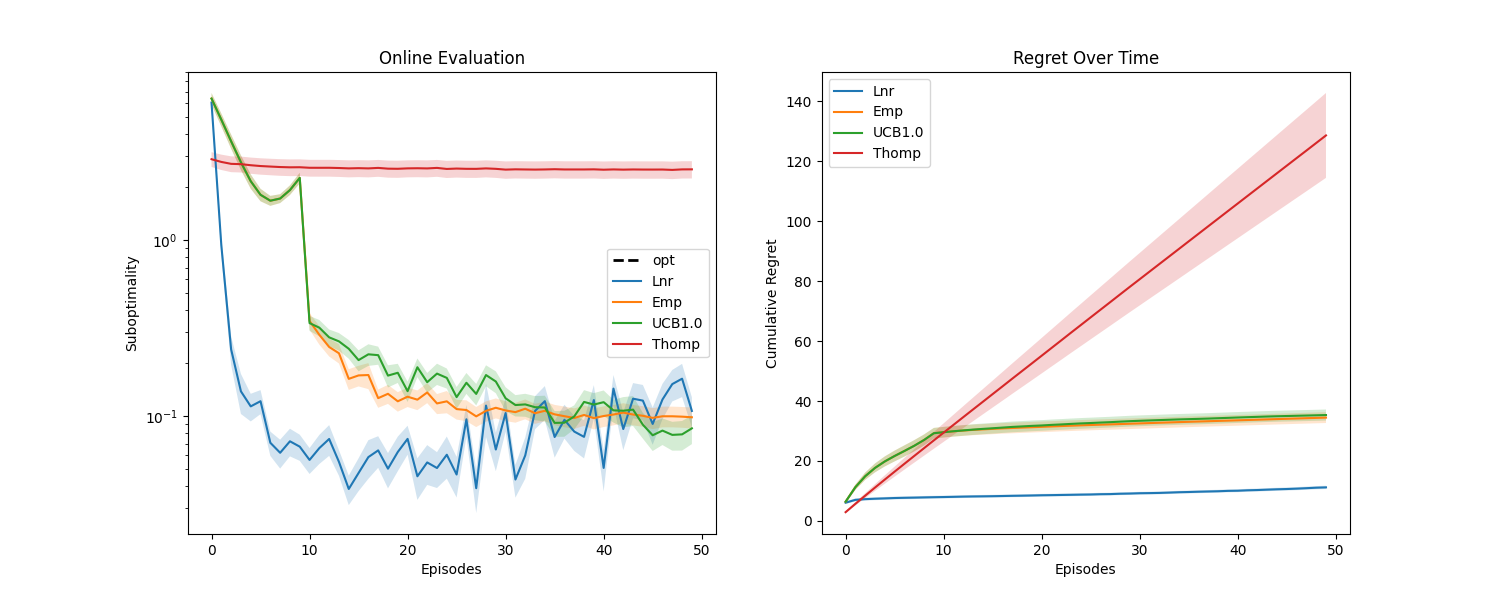 Online Evaluation
Suboptimality
10⁰
10⁻¹
opt
Lnr
Emp
UCB1.0
Thomp
0 10 20 30 40 50
Episodes
Regret Over Time
Cumulative Regret
140
120
100
80
60
40
20
0
Lnr
Emp
UCB1.0
Thomp
0 10 20 30 40 50
Episodes